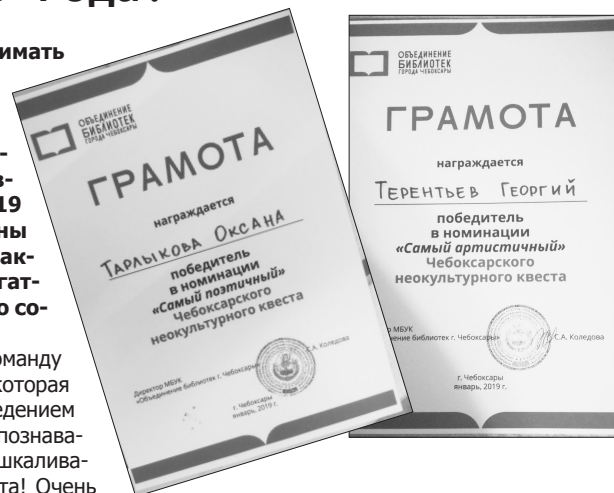 года!
имать
-
в-
19
ны
ак-
гат-
о со-
оманду
которая
едением
познава-
шкалива-
та! Очень
ОБЪЕДИНЕНИЕ
БИБЛИОТЕК
ГОРОДА ЧЕБОКСАРЫ
ГРАМОТА
награждается
ТАРЛЫКОВА ОКСАНА
победитель
в номинации
«Самый поэтичный»
Чебоксарского
неокультурного квеста
Директор МБУК
«Объединение библиотек г. Чебоксары»
С.А. Коледова
г. Чебоксары
январь, 2019 г.
ОБЪЕДИНЕНИЕ
БИБЛИОТЕК
ГОРОДА ЧЕБОКСАРЫ
ГРАМОТА
награждается
ТЕРЕНТЬЕВ ГЕОРГИЙ
победитель
в номинации
«Самый артистичный»
Чебоксарского
неокультурного квеста
МБУК
библиотек г. Чебоксары»
С.А. Коледова
г. Чебоксары
январь, 2019 г.